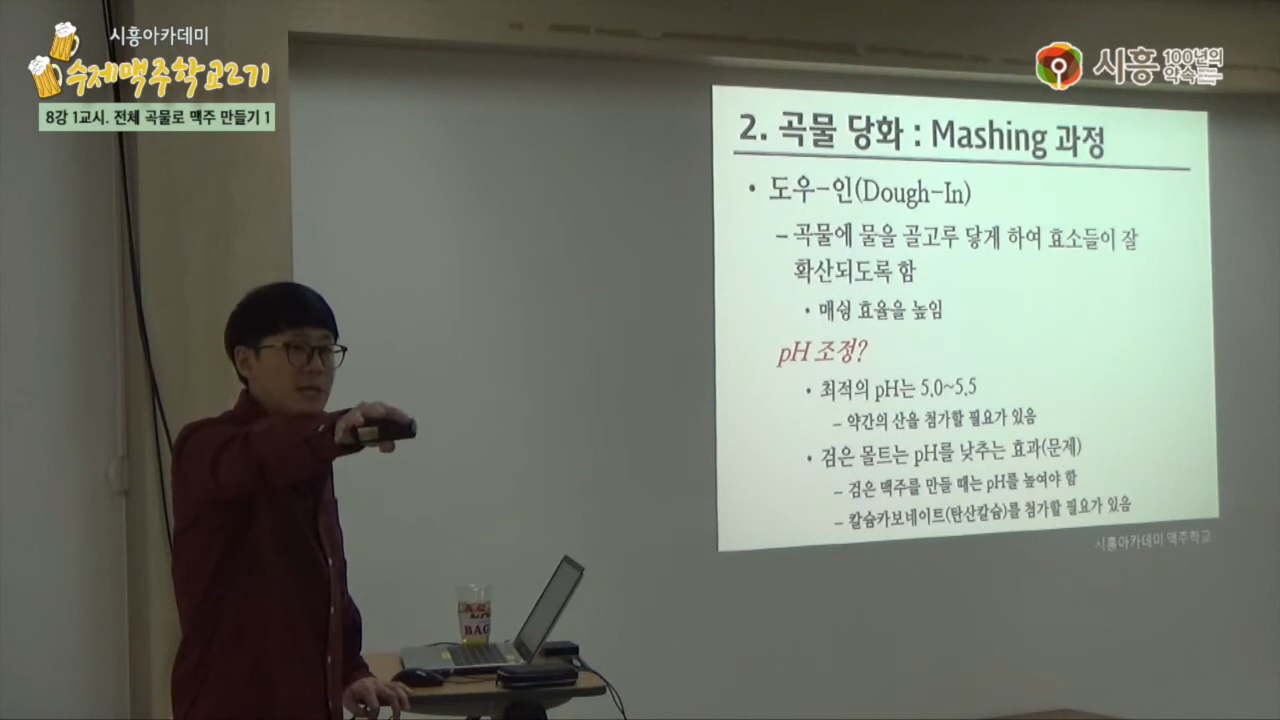 시흥아카데미
수제맥주학교2기
8강 1교시. 전체 곡물로 맥주 만들기 1
시흥 100년의
약속
2. 곡물 당화 : Mashing 과정
• 도우-인(Dough-In)
– 곡물에 물을 골고루 닿게 하여 효소들이 잘
확산되도록 함
• 매슁 효율을 높임
pH 조정?
• 최적의 pH는 5.0~5.5
– 약간의 산을 첨가할 필요가 있음
• 검은 몰트는 pH를 낮추는 효과(문제)
– 검은 맥주를 만들 때는 pH를 높여야 함
– 칼슘카보네이트(탄산칼슘)를 첨가할 필요가 있음
시흥아카데미 맥주학교
BAG